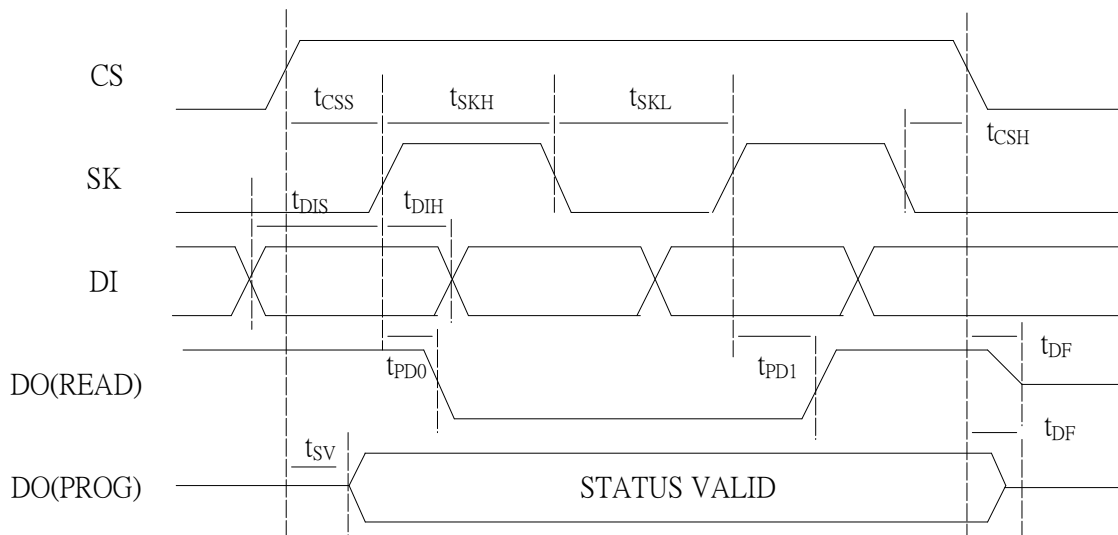 CS
tCSS tSKH tSKL
tCSH
SK
tDIS tDIH
DI
tPD0 tPD1 tDF
DO(READ)
tSV tDF
DO(PROG) STATUS VALID